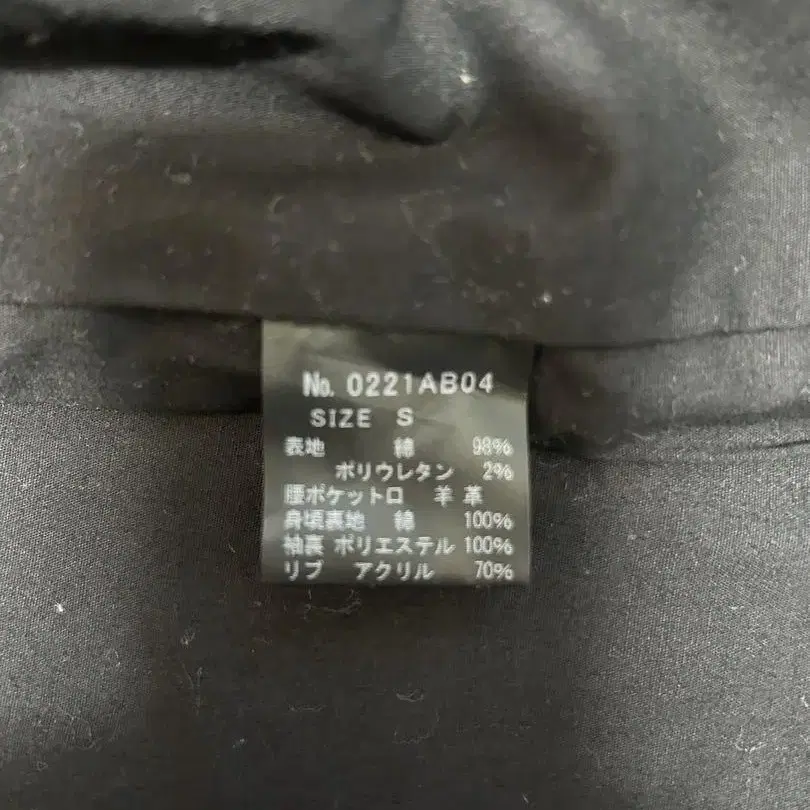 No. 0221AB04
SIZE S
表地 綿 98%
ポリウレタン 2%
腰ポケット口 羊革
身頃裏地 綿 100%
袖裏 ポリエステル 100%
リブ アクリル 70%